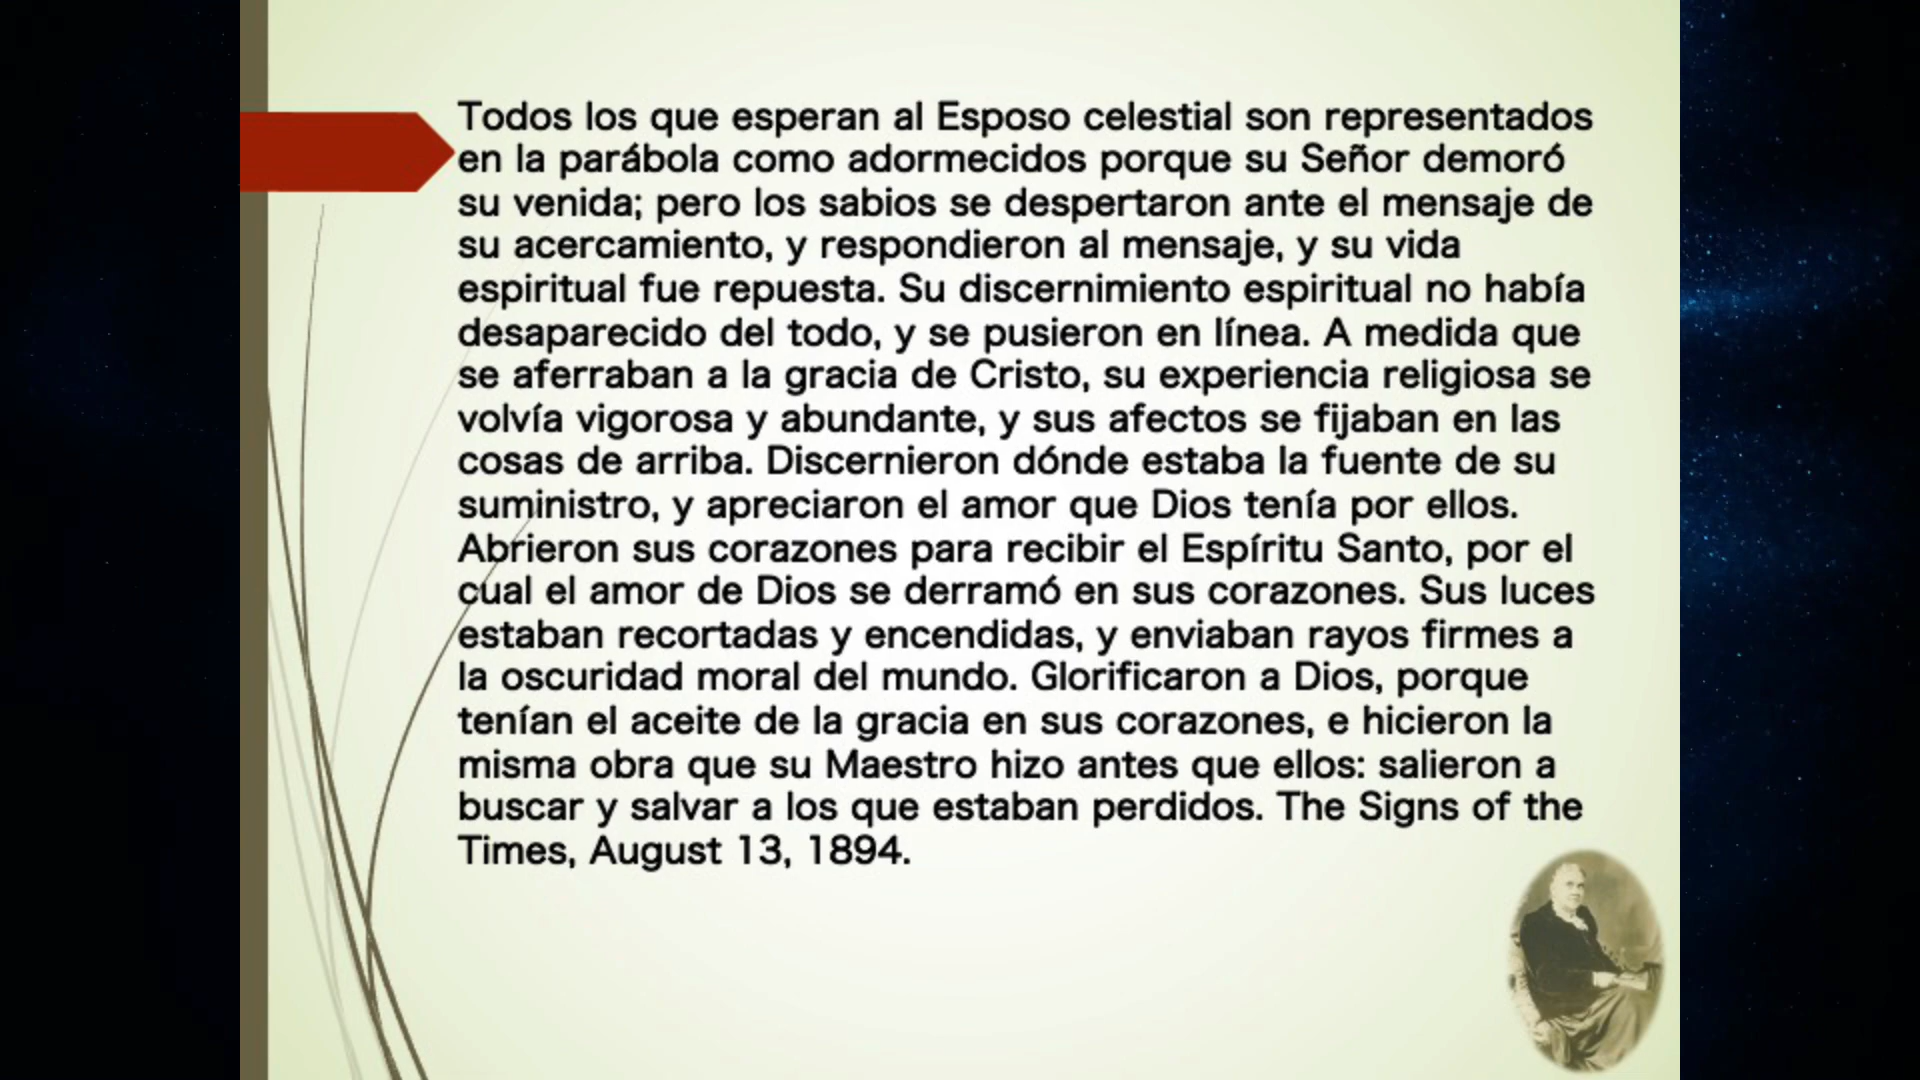 Todos los que esperan al Esposo celestial son representados
en la parábola como adormecidos porque su Señor demoró
su venida; pero los sabios se despertaron ante el mensaje de
su acercamiento, y respondieron al mensaje, y su vida
espiritual fue repuesta. Su discernimiento espiritual no había
desaparecido del todo, y se pusieron en línea. A medida que
se aferraban a la gracia de Cristo, su experiencia religiosa se
volvía vigorosa y abundante, y sus afectos se fijaban en las
cosas de arriba. Discernieron dónde estaba la fuente de su
suministro, y apreciaron el amor que Dios tenía por ellos.
Abrieron sus corazones para recibir el Espíritu Santo, por el
cual el amor de Dios se derramó en sus corazones. Sus luces
estaban recortadas y encendidas, y enviaban rayos firmes a
la oscuridad moral del mundo. Glorificaron a Dios, porque
tenían el aceite de la gracia en sus corazones, e hicieron la
misma obra que su Maestro hizo antes que ellos: salieron a
buscar y salvar a los que estaban perdidos. The Signs of the
Times, August 13, 1894.